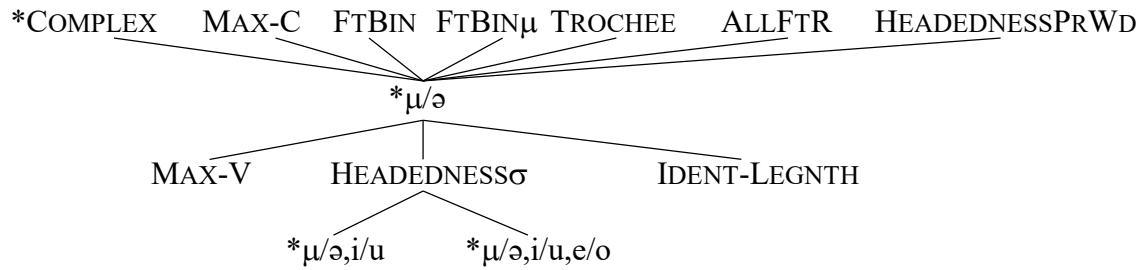 *COMPLEX MAX-C FTBIN FTBINμ TROCHEE ALLFTR HEADEDNESSPRWD
*μ/ə
MAX-V HEADEDNESSσ IDENT-LEGNTH
*μ/ə,i/u *μ/ə,i/u,e/o